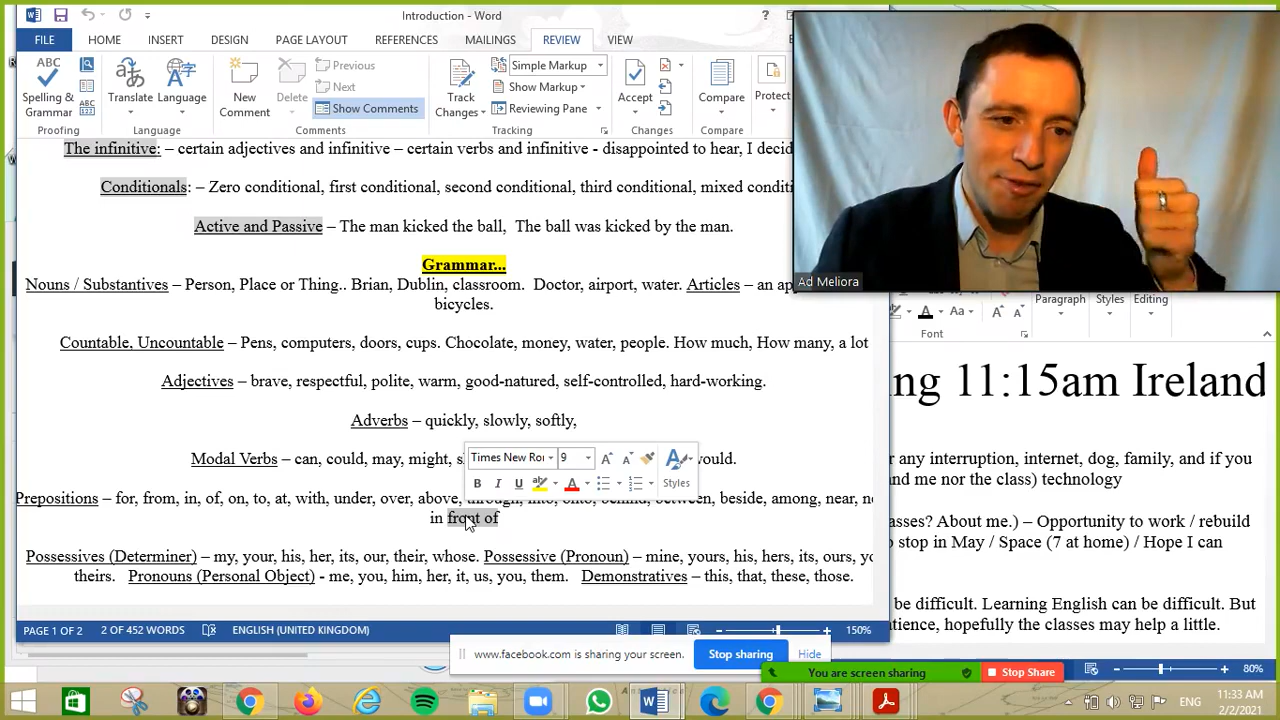 Introduction - Word
?
FILE
HOME
INSERT
DESIGN
PAGE LAYOUT
REFERENCES
MAILINGS
REVIEW
VIEW
ABC
Spelling &
Grammar
Proofing
Translate
Language
Language
New
Comment
Delete
Previous
Next
Show Comments
Comments
Track
Changes
Simple Markup
Show Markup
Reviewing Pane
Tracking
Accept
Changes
Compare
Compare
Protect
The infinitive: – certain adjectives and infinitive – certain verbs and infinitive - disappointed to hear, I decid
Conditionals: – Zero conditional, first conditional, second conditional, third conditional, mixed conditi
Active and Passive – The man kicked the ball, The ball was kicked by the man.
Grammar...
Nouns / Substantives – Person, Place or Thing.. Brian, Dublin, classroom. Doctor, airport, water. Articles – an ap
bicycles.
Countable, Uncountable – Pens, computers, doors, cups. Chocolate, money, water, people. How much, How many, a lot
Adjectives – brave, respectful, polite, warm, good-natured, self-controlled, hard-working.
Adverbs – quickly, slowly, softly,
Modal Verbs – can, could, may, might, s
ould.
Times New Ro
9
Styles
Prepositions – for, from, in, of, on, to, at, with, under, over, above, through, into, onto, behind, between, beside, among, near, n
in front of
Possessives (Determiner) – my, your, his, her, its, our, their, whose. Possessive (Pronoun) – mine, yours, his, hers, its, ours, yo
theirs. Pronouns (Personal Object) - me, you, him, her, it, us, you, them. Demonstratives – this, that, these, those.
PAGE 1 OF 2
2 OF 452 WORDS
ENGLISH (UNITED KINGDOM)
150%
Ad Meliora
Paragraph
Styles
Editing
Font
ng 11:15am Ireland
r any interruption, internet, dog, family, and if you
me nor the class) technology
asses? About me.) – Opportunity to work / rebuild
o stop in May / Space (7 at home) / Hope I can
be difficult. Learning English can be difficult. But
atience, hopefully the classes may help a little.
80%
www.facebook.com is sharing your screen.
Stop sharing
Hide
You are screen sharing
Stop Share
ENG
11:33 AM
2/2/2021